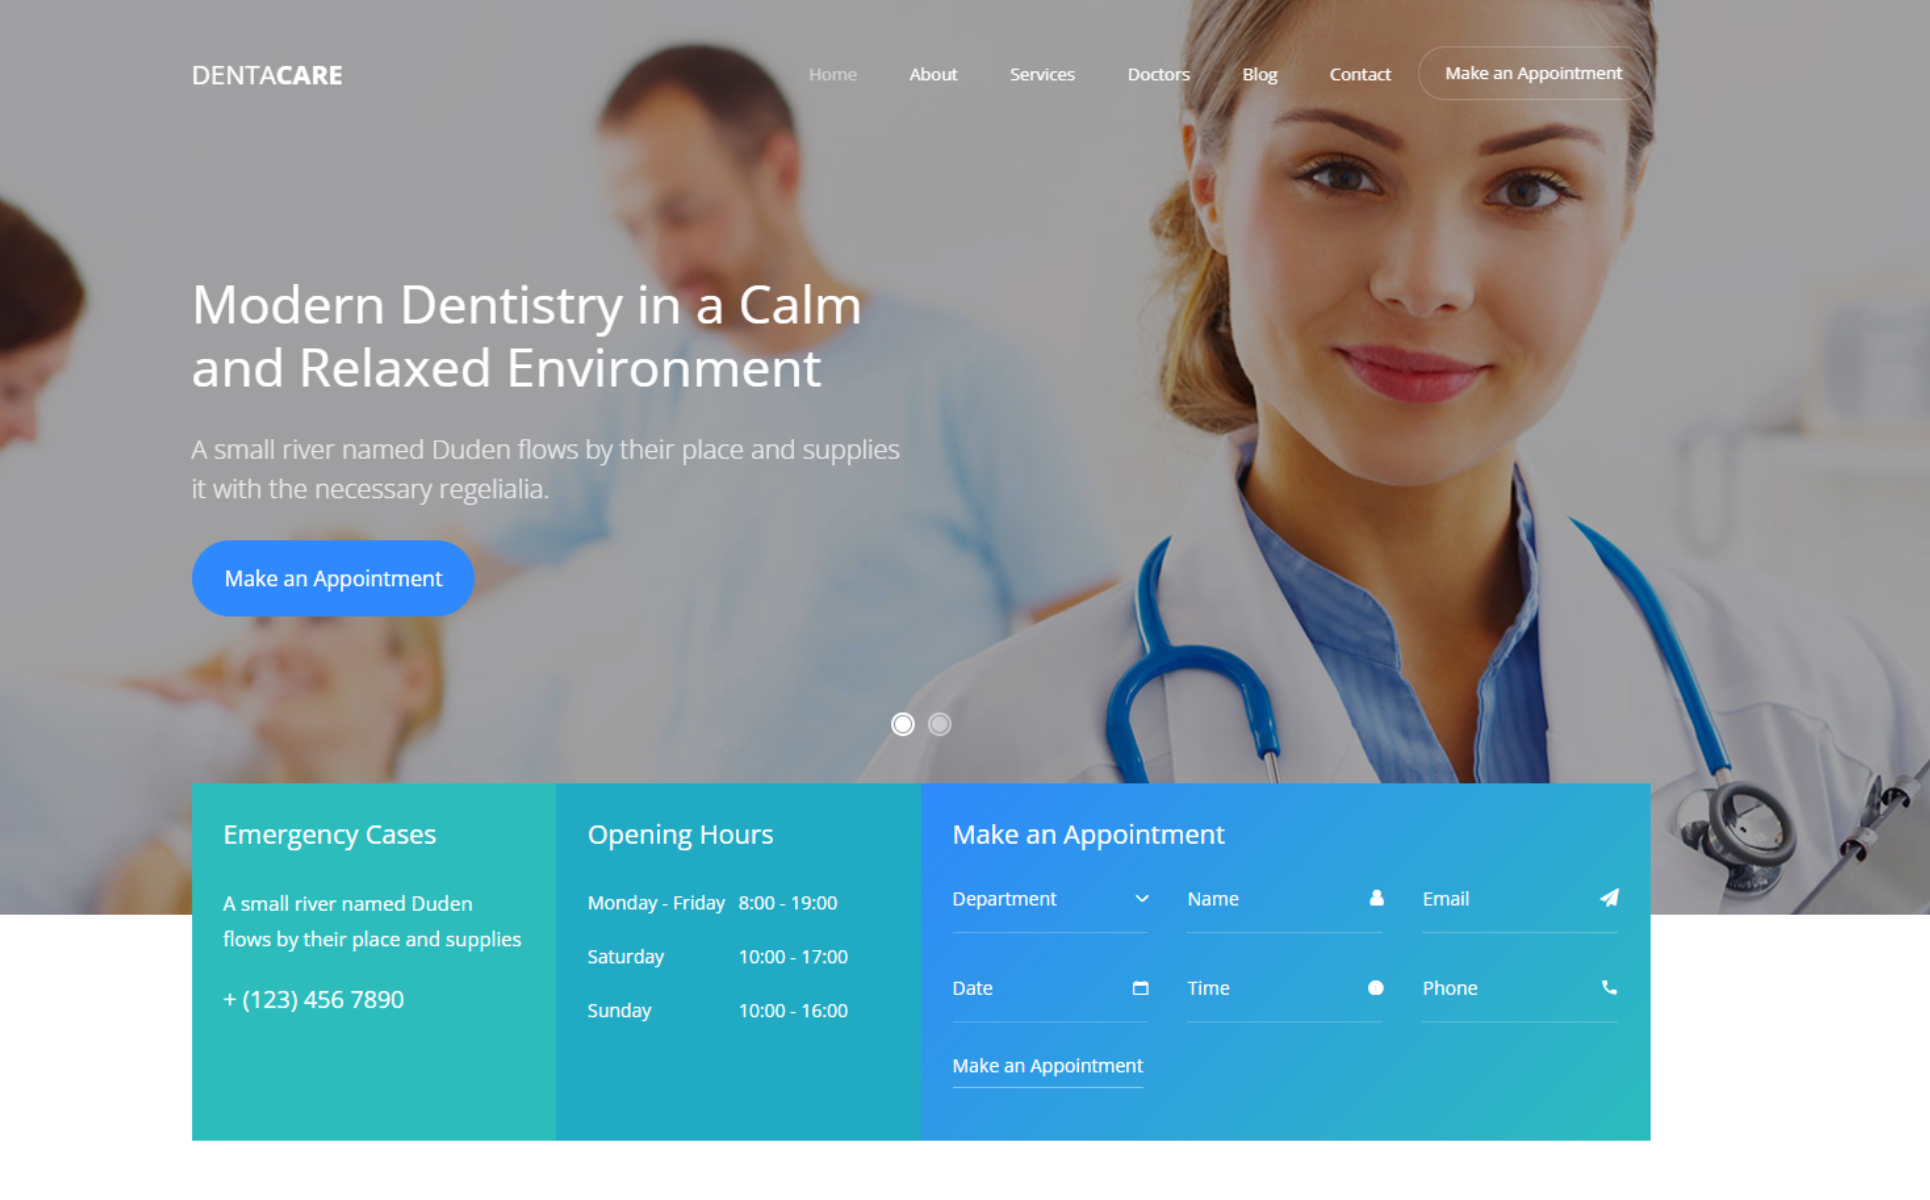 DENTACARE
Home About Services Doctors Blog Contact Make an Appointment
Modern Dentistry in a Calm
and Relaxed Environment
A small river named Duden flows by their place and supplies
it with the necessary regelialia.
Make an Appointment
Emergency Cases
A small river named Duden
flows by their place and supplies
+ (123) 456 7890
Opening Hours
Monday - Friday 8:00 - 19:00
Saturday 10:00 - 17:00
Sunday 10:00 - 16:00
Make an Appointment
Department Name Email
Date Time Phone
Make an Appointment